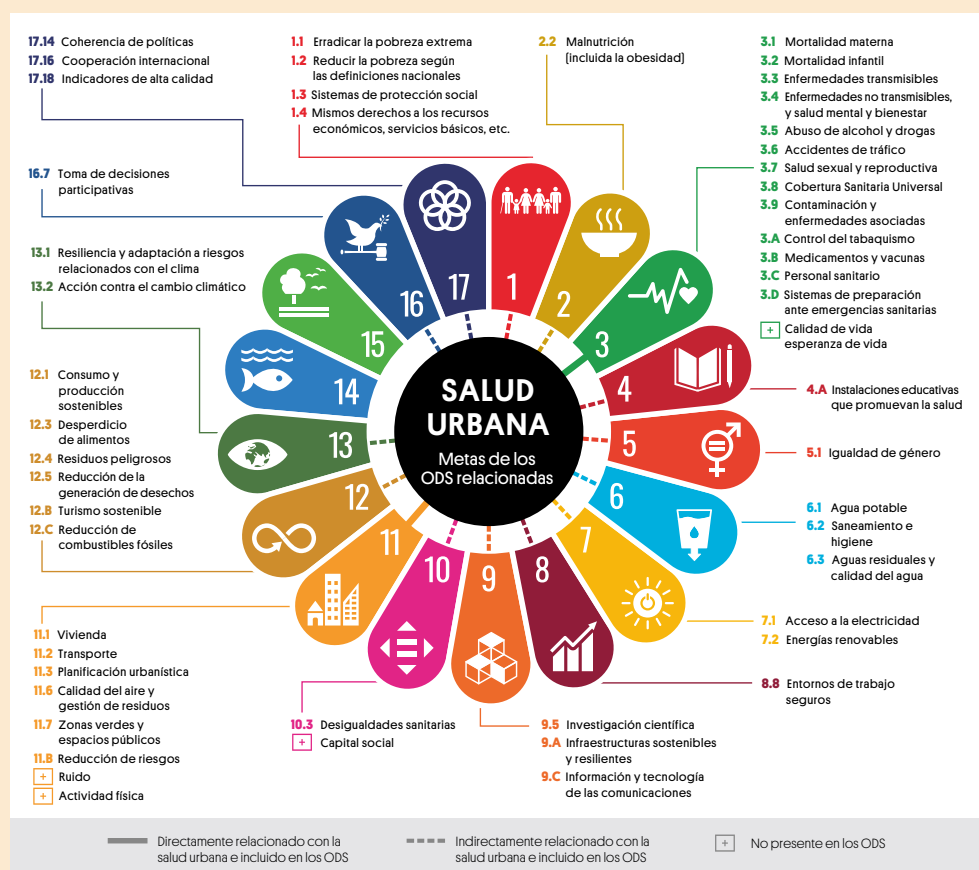 17.14 Coherencia de políticas
17.16 Cooperación internacional
17.18 Indicadores de alta calidad
1.1 Erradicar la pobreza extrema
1.2 Reducir la pobreza según
las definiciones nacionales
1.3 Sistemas de protección social
1.4 Mismos derechos a los recursos
económicos, servicios básicos, etc.
2.2 Malnutrición
(incluida la obesidad)
3.1 Mortalidad materna
3.2 Mortalidad infantil
3.3 Enfermedades transmisibles
3.4 Enfermedades no transmisibles,
y salud mental y bienestar
3.5 Abuso de alcohol y drogas
3.6 Accidentes de tráfico
3.7 Salud sexual y reproductiva
3.8 Cobertura Sanitaria Universal
3.9 Contaminación y
enfermedades asociadas
3.A Control del tabaquismo
3.B Medicamentos y vacunas
3.C Personal sanitario
3.D Sistemas de preparación
ante emergencias sanitarias
+ Calidad de vida
esperanza de vida
16.7 Toma de decisiones
participativas
13.1 Resiliencia y adaptación a riesgos
relacionados con el clima
13.2 Acción contra el cambio climático
12.1 Consumo y
producción
sostenibles
12.3 Desperdicio
de alimentos
12.4 Residuos peligrosos
12.5 Reducción de la
generación de desechos
12.B Turismo sostenible
12.C Reducción de
combustibles fósiles
1
2
3
4
5
6
7
8
9
10
11
12
13
14
15
16
17
SALUD
URBANA
Metas de los
ODS relacionadas
4.A Instalaciones educativas
que promuevan la salud
5.1 Igualdad de género
6.1 Agua potable
6.2 Saneamiento e
higiene
6.3 Aguas residuales y
calidad del agua
7.1 Acceso a la electricidad
7.2 Energías renovables
8.8 Entornos de trabajo
seguros
11.1 Vivienda
11.2 Transporte
11.3 Planificación urbanística
11.6 Calidad del aire y
gestión de residuos
11.7 Zonas verdes y
espacios públicos
11.B Reducción de riesgos
+ Ruido
+ Actividad física
10.3 Desigualdades sanitarias
+ Capital social
9.5 Investigación científica
9.A Infraestructuras sostenibles
y resilientes
9.C Información y tecnología
de las comunicaciones
Directamente relacionado con la
salud urbana e incluido en los ODS
Indirectamente relacionado con la
salud urbana e incluido en los ODS
+ No presente en los ODS